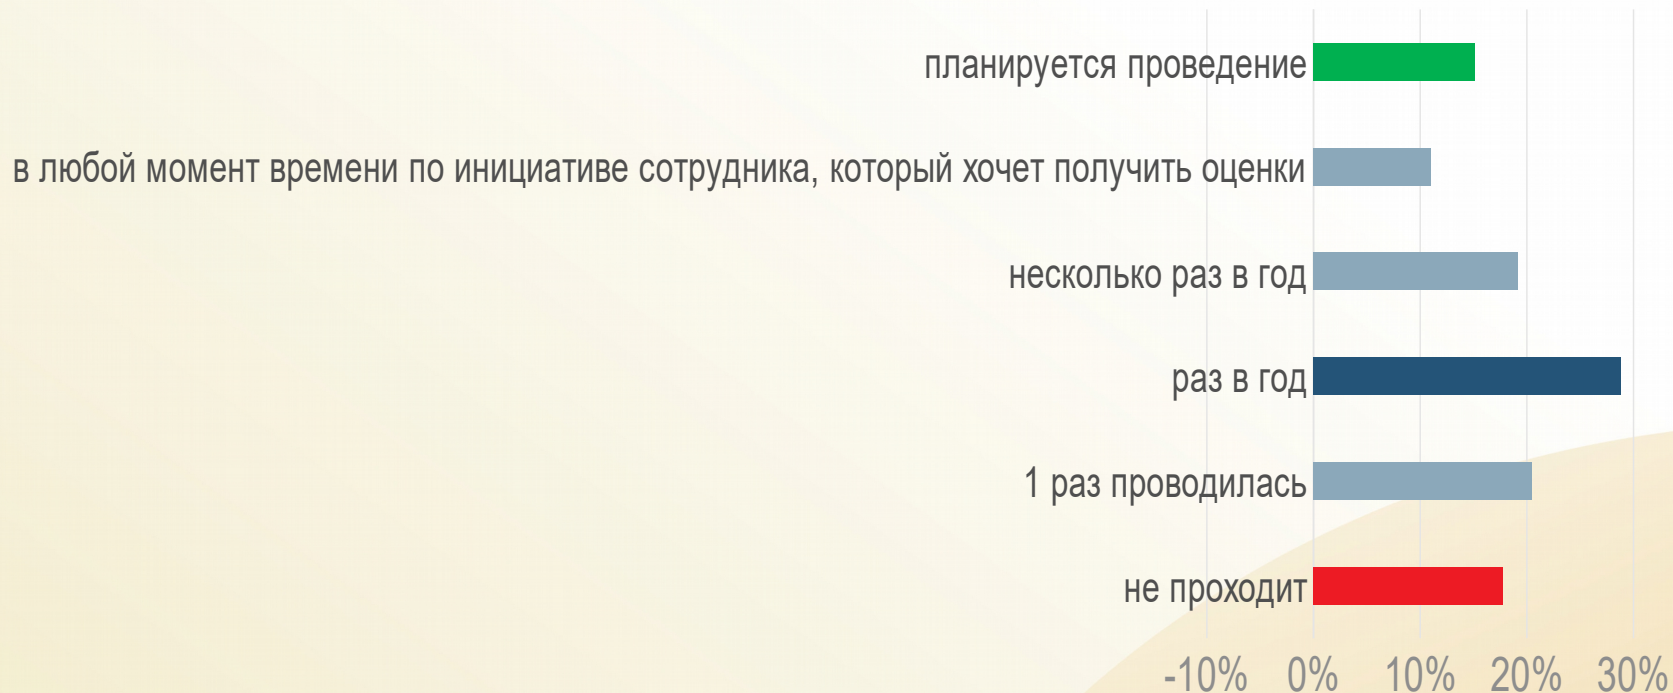 планируется проведение
в любой момент времени по инициативе сотрудника, который хочет получить оценки
несколько раз в год
раз в год
1 раз проводилась
не проходит
-10% 0% 10% 20% 30%